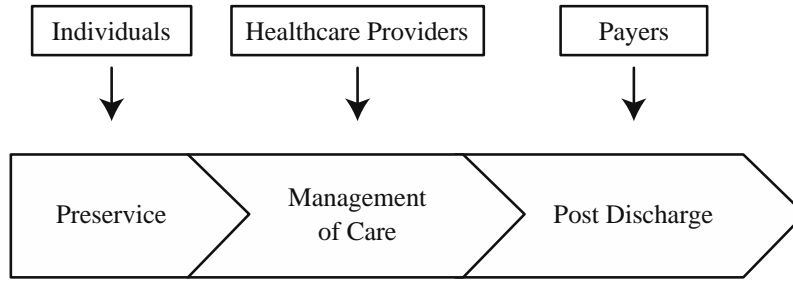 Individuals
Healthcare Providers
Payers
Preservice
Management
of Care
Post Discharge